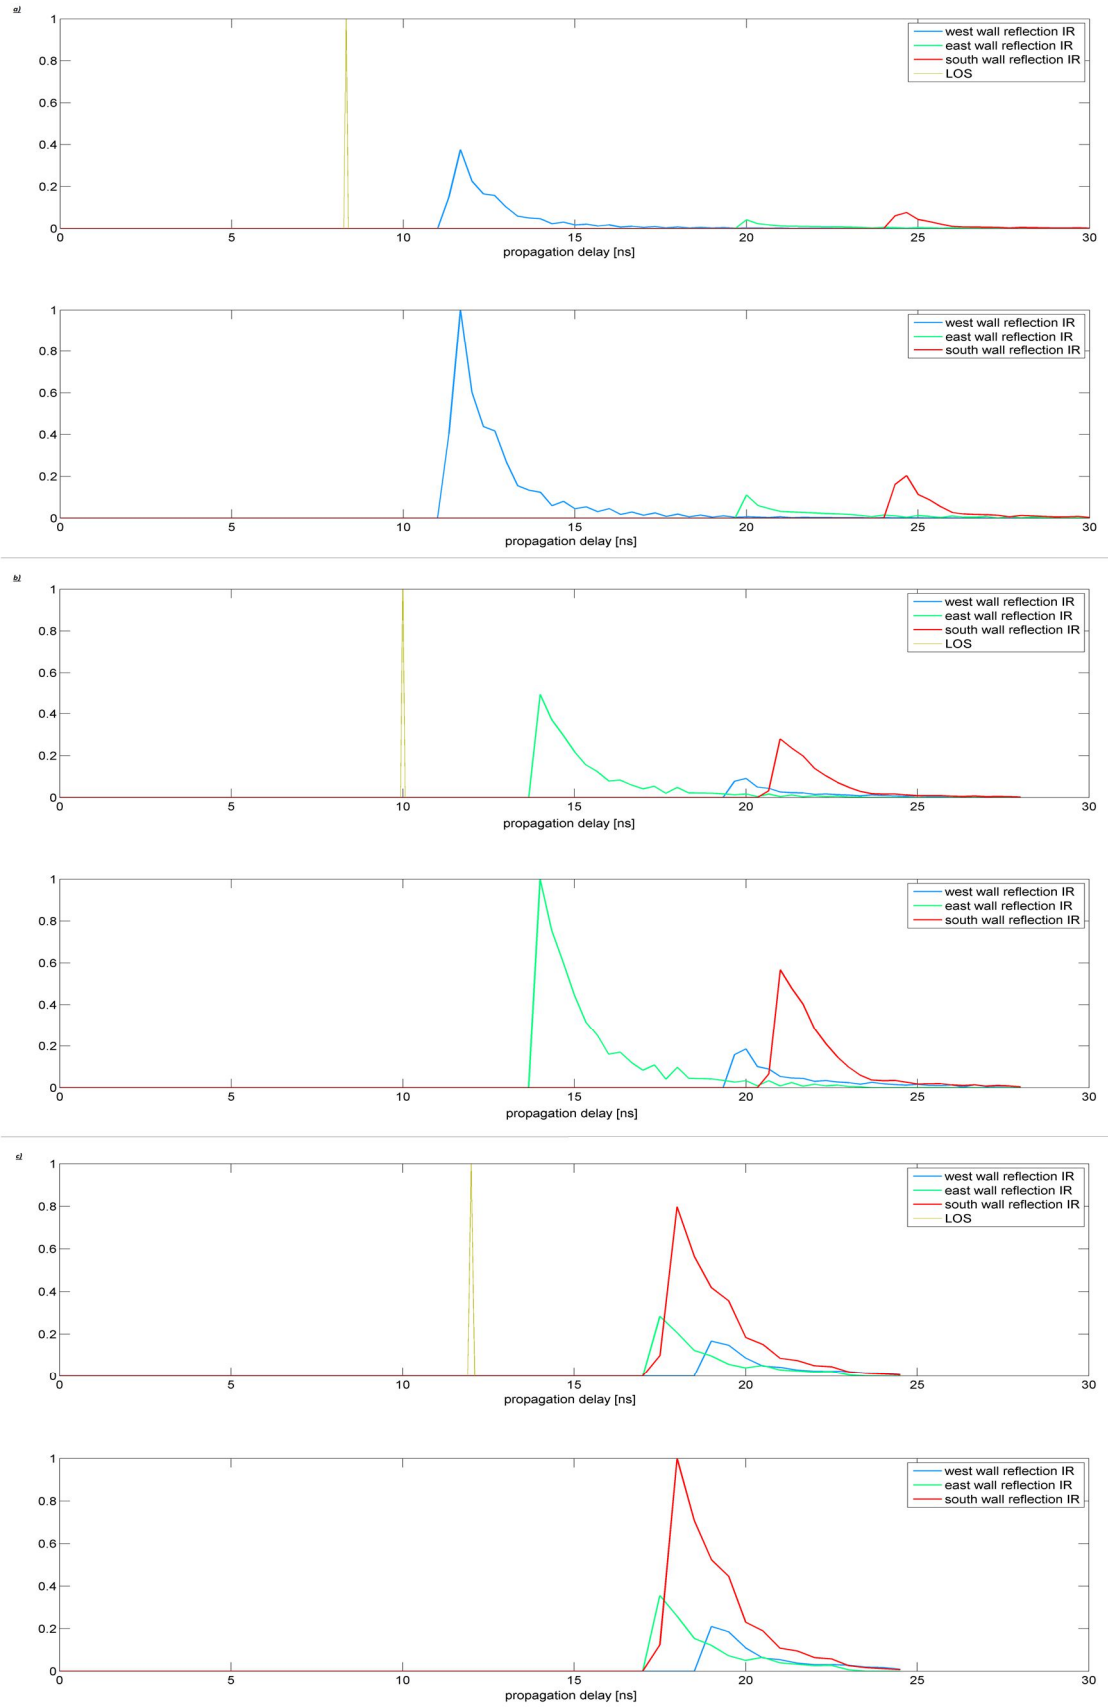 a)
1
0.8
0.6
0.4
0.2
0
0 5 10 15 20 25 30
propagation delay [ns]
west wall reflection IR
east wall reflection IR
south wall reflection IR
LOS
1
0.8
0.6
0.4
0.2
0
0 5 10 15 20 25 30
propagation delay [ns]
west wall reflection IR
east wall reflection IR
south wall reflection IR
b)
1
0.8
0.6
0.4
0.2
0
0 5 10 15 20 25 30
propagation delay [ns]
west wall reflection IR
east wall reflection IR
south wall reflection IR
LOS
1
0.8
0.6
0.4
0.2
0
0 5 10 15 20 25 30
propagation delay [ns]
west wall reflection IR
east wall reflection IR
south wall reflection IR
c)
1
0.8
0.6
0.4
0.2
0
0 5 10 15 20 25 30
propagation delay [ns]
west wall reflection IR
east wall reflection IR
south wall reflection IR
LOS
1
0.8
0.6
0.4
0.2
0
0 5 10 15 20 25 30
propagation delay [ns]
west wall reflection IR
east wall reflection IR
south wall reflection IR